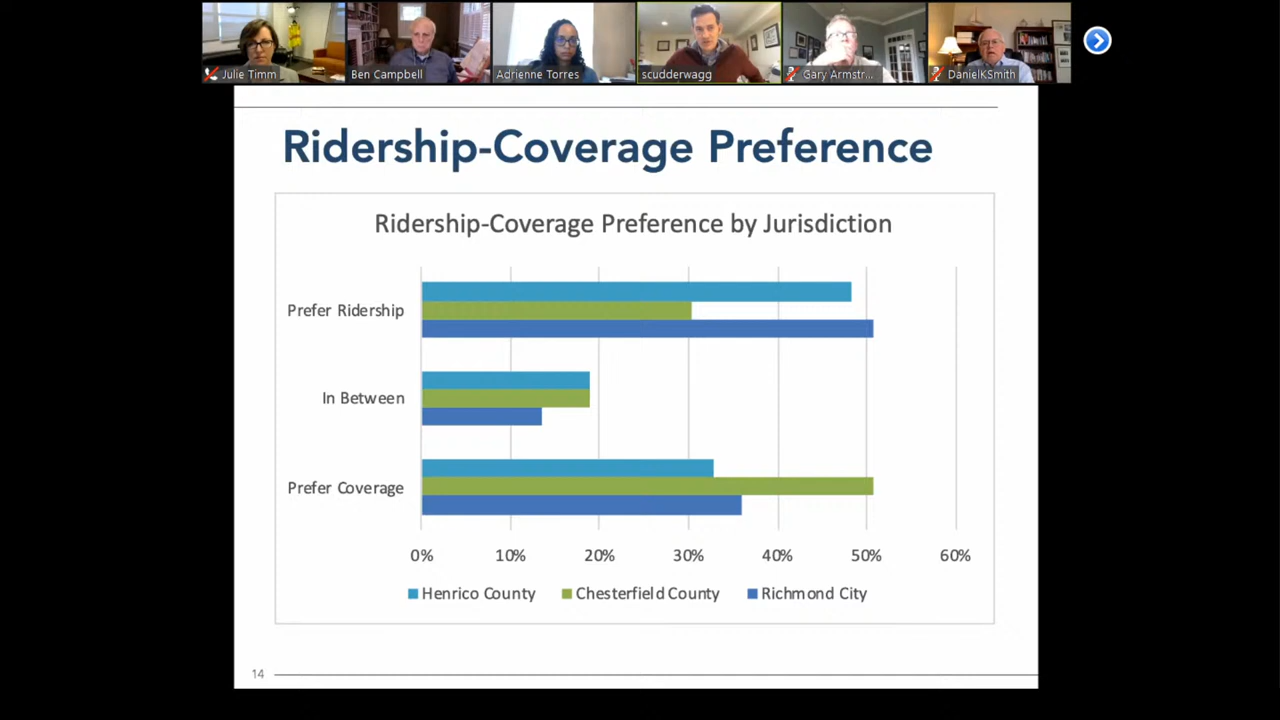 Julie Timm
Ben Campbell
Adrienne Torres
scudderwagg
Gary Armstr...
DanielKSmith
Ridership-Coverage Preference
Ridership-Coverage Preference by Jurisdiction
Prefer Ridership
In Between
Prefer Coverage
0% 10% 20% 30% 40% 50% 60%
Henrico County Chesterfield County Richmond City
14